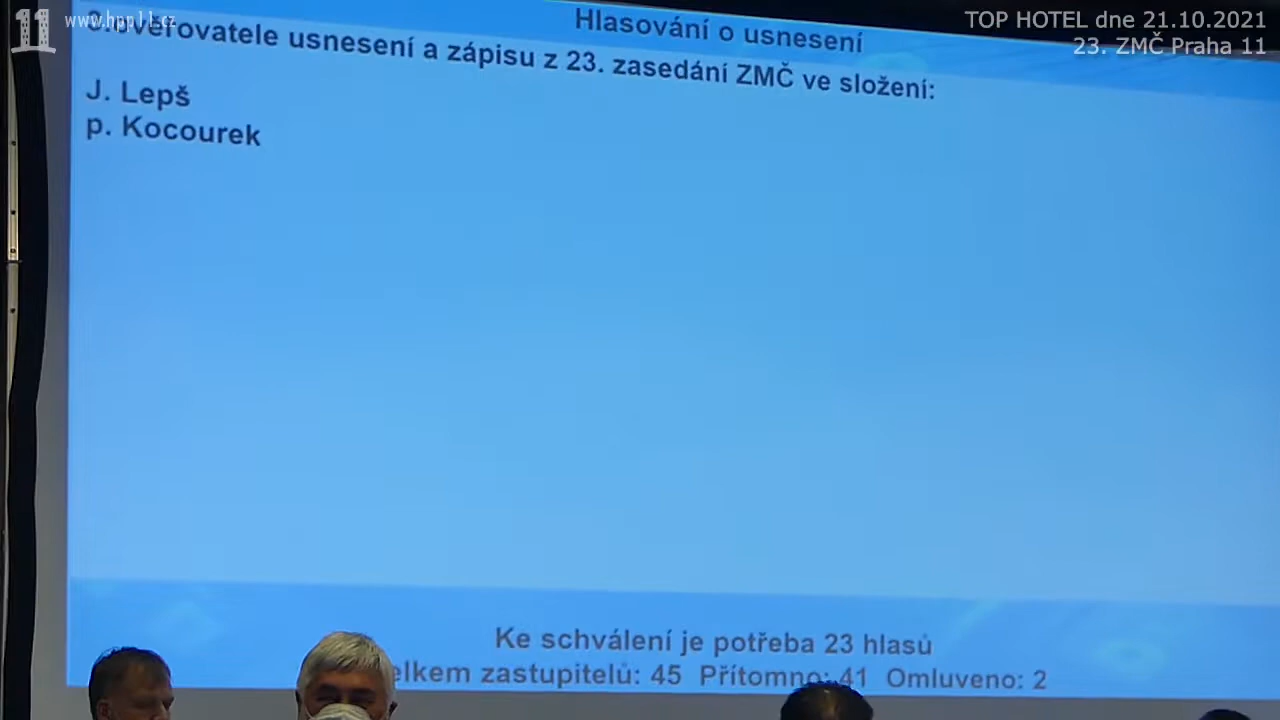 11 www.hpp11.cz
TOP HOTEL dne 21.10.2021
23. ZMČ Praha 11
Hlasování o usnesení
ověřovatele usnesení a zápisu z 23. zasedání ZMČ ve složení:
J. Lepš
p. Kocourek
Ke schválení je potřeba 23 hlasů
elkem zastupitelů: 45 Přítomno: 41 Omluveno: 2